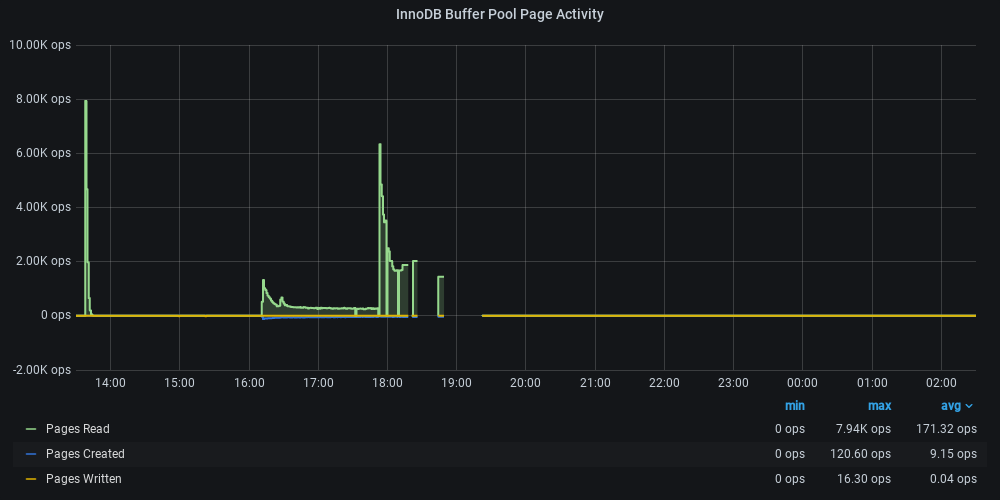 InnoDB Buffer Pool Page Activity
10.00K ops
8.00K ops
6.00K ops
4.00K ops
2.00K ops
0 ops
-2.00K ops
14:00 15:00 16:00 17:00 18:00 19:00 20:00 21:00 22:00 23:00 00:00 01:00 02:00
min max avg
Pages Read 0 ops 7.94K ops 171.32 ops
Pages Created 0 ops 120.60 ops 9.15 ops
Pages Written 0 ops 16.30 ops 0.04 ops